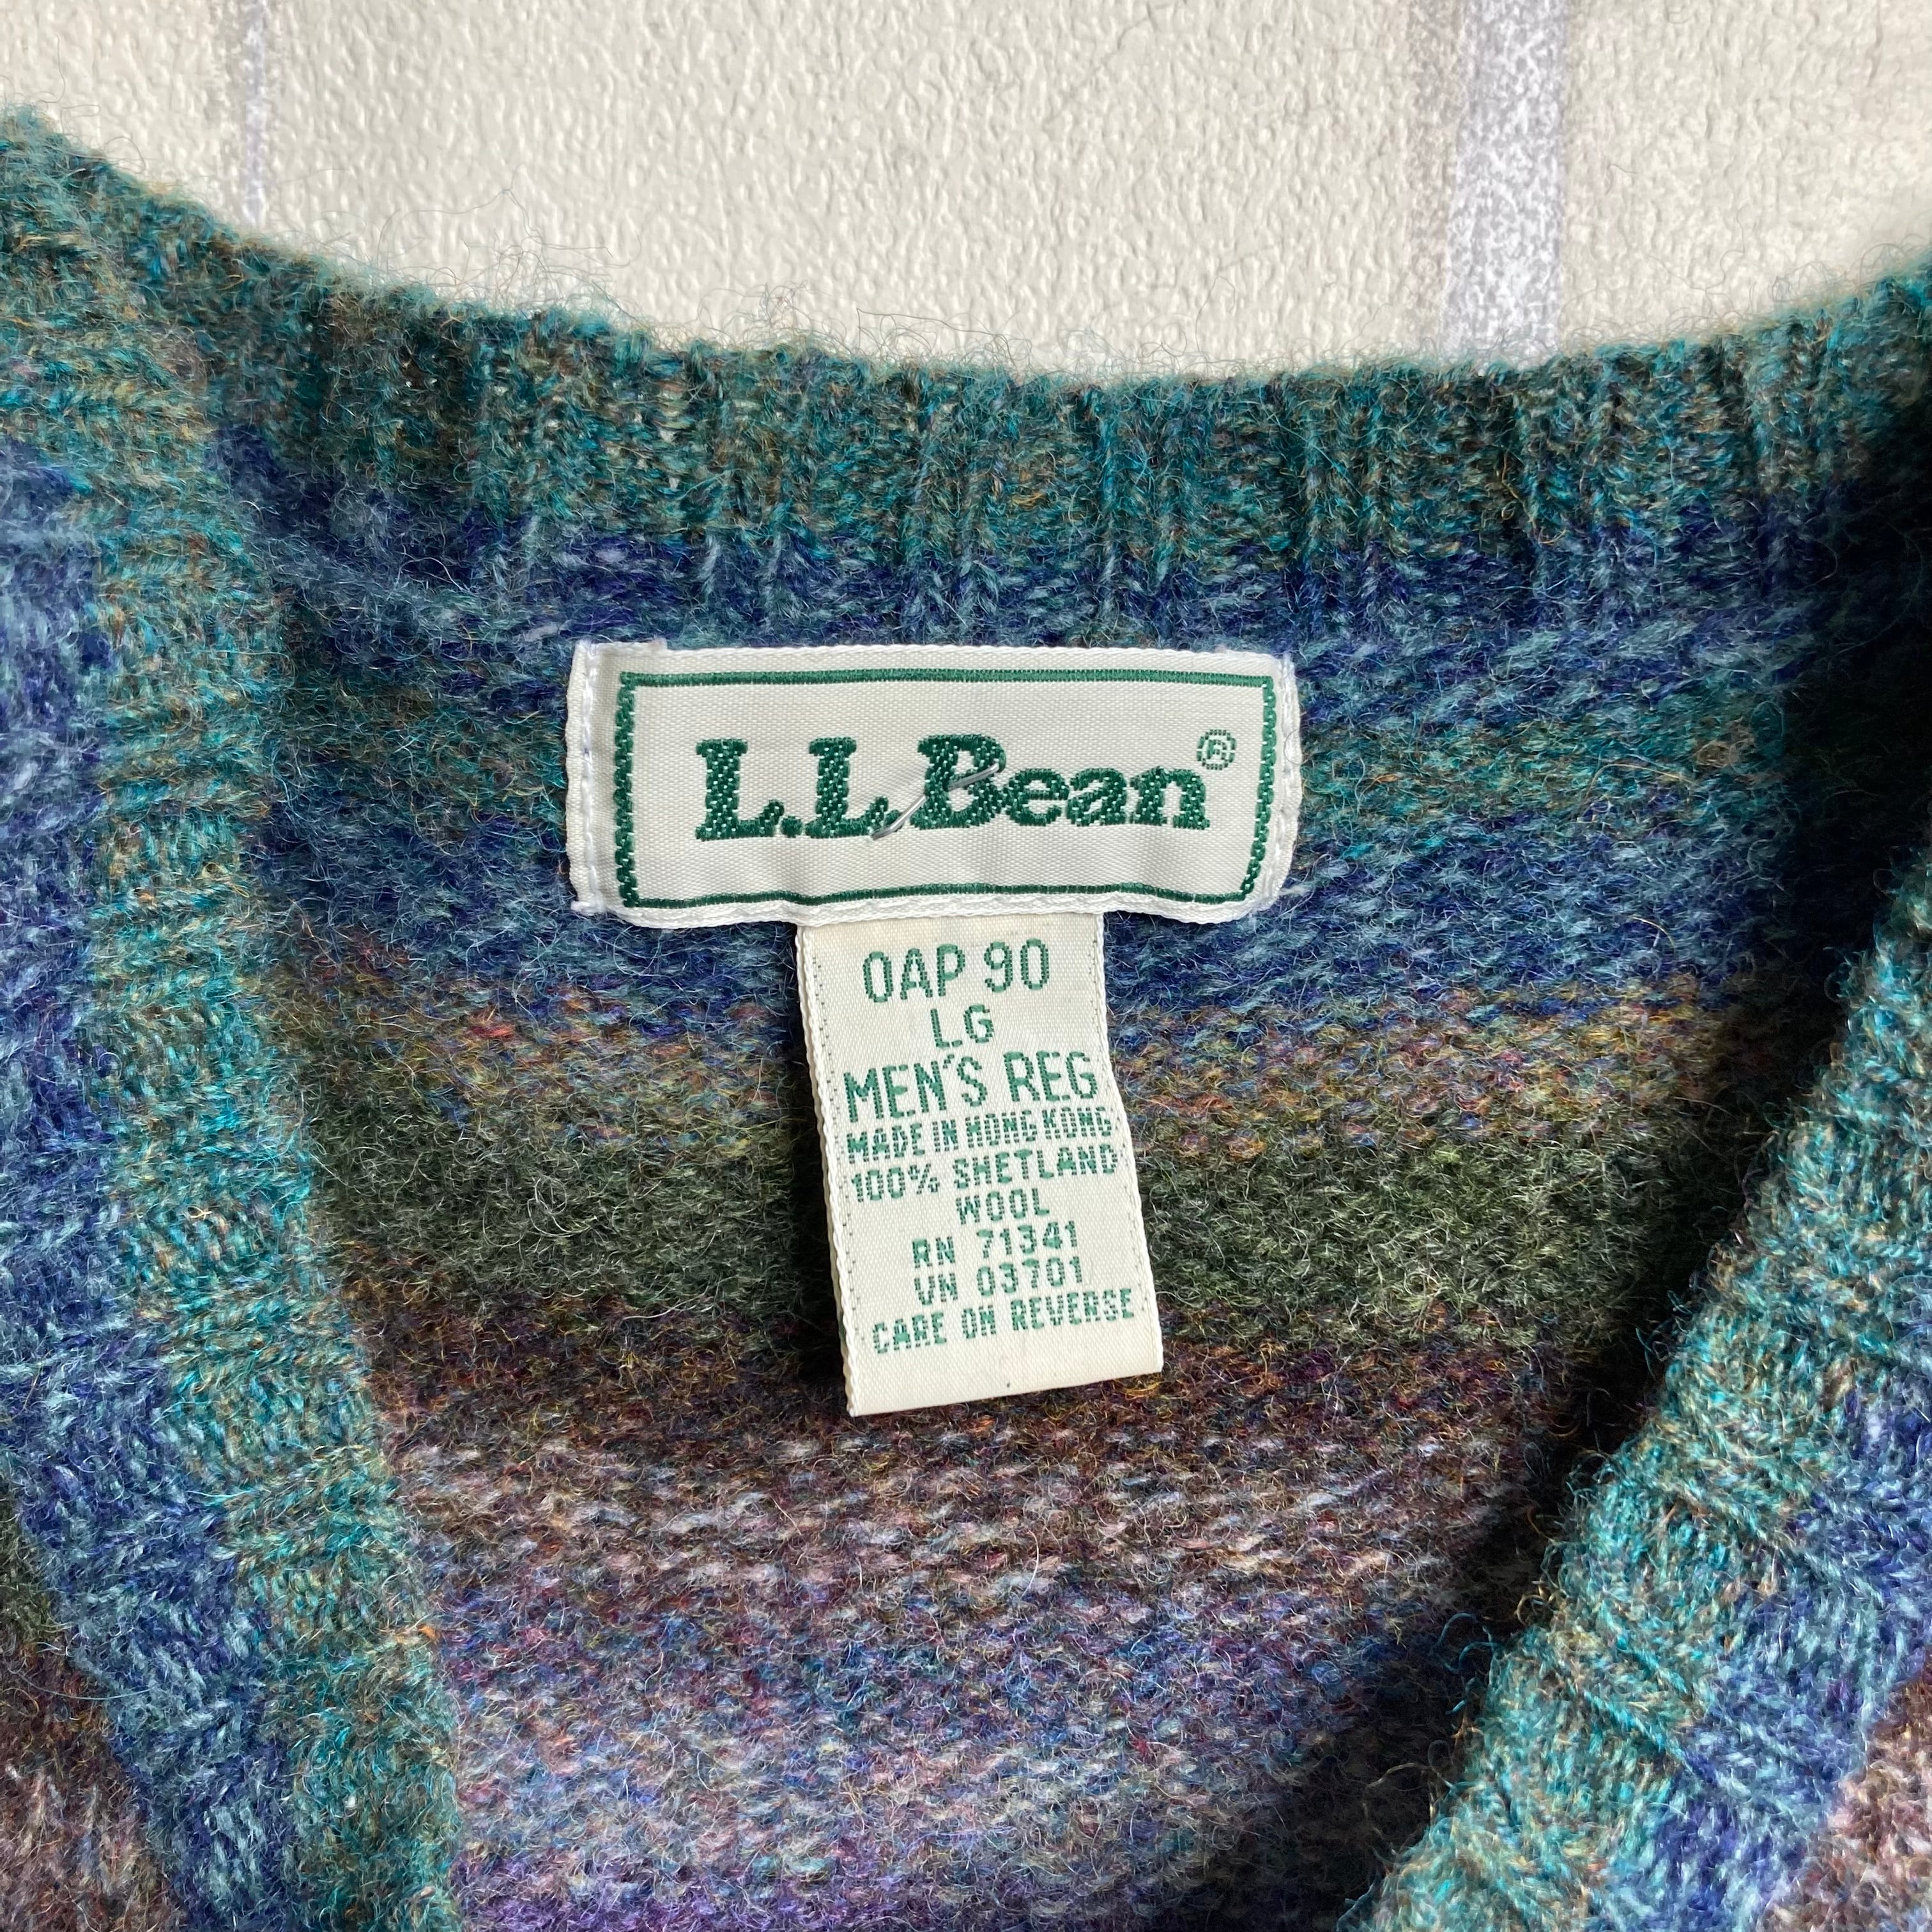 L.L.Bean®
0AP 90
LG
MEN'S REG
MADE IN HONG KONG
100% SHETLAND
WOOL
RN 71341
VN 03701
CARE ON REVERSE